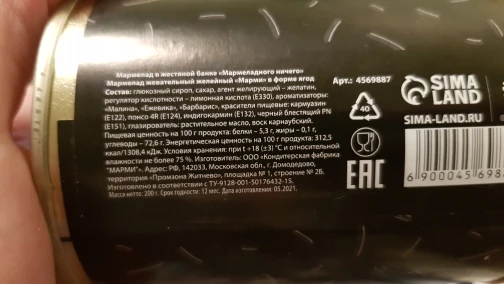 Мармелад в жестяной банке «Мармеладного ничего»
Мармелад жевательный желейный «Марми» в форме ягод
Состав: глюкозный сироп, сахар, агент желирующий – желатин,
регулятор кислотности – лимонная кислота (Е330), ароматизаторы:
«Малина», «Ежевика», «Барбарис», красители пищевые: кармуазин
(Е122), понсо 4R (Е124), индигокармин (Е132), черный блестящий PN
(Е151), глазирователь: растительное масло, воск карнаубский.
Пищевая ценность на 100 г продукта: белки – 5,3 г, жиры – 0,1 г,
углеводы – 72,6 г. Энергетическая ценность на 100 г продукта: 312,5
ккал/1308,4 кДж. Условия хранения: при t +18 (±3) °С и относительной
влажности не более 75 %. Изготовитель: ООО «Кондитерская фабрика
"МАРМИ"». Адрес: РФ, 142033, Московская обл., г. Домодедово,
территория «Промзона Житнево», площадка № 1, строение № 2Б.
Изготовлено в соответствии с ТУ-9128-001-50176432-15.
Масса нетто: 200 г. Срок годности: 12 мес. Дата изготовления: 05.2021.
Арт.: 4569887
40
EAC
SIMA
LAND
SIMA-LAND.RU
6 900045 698